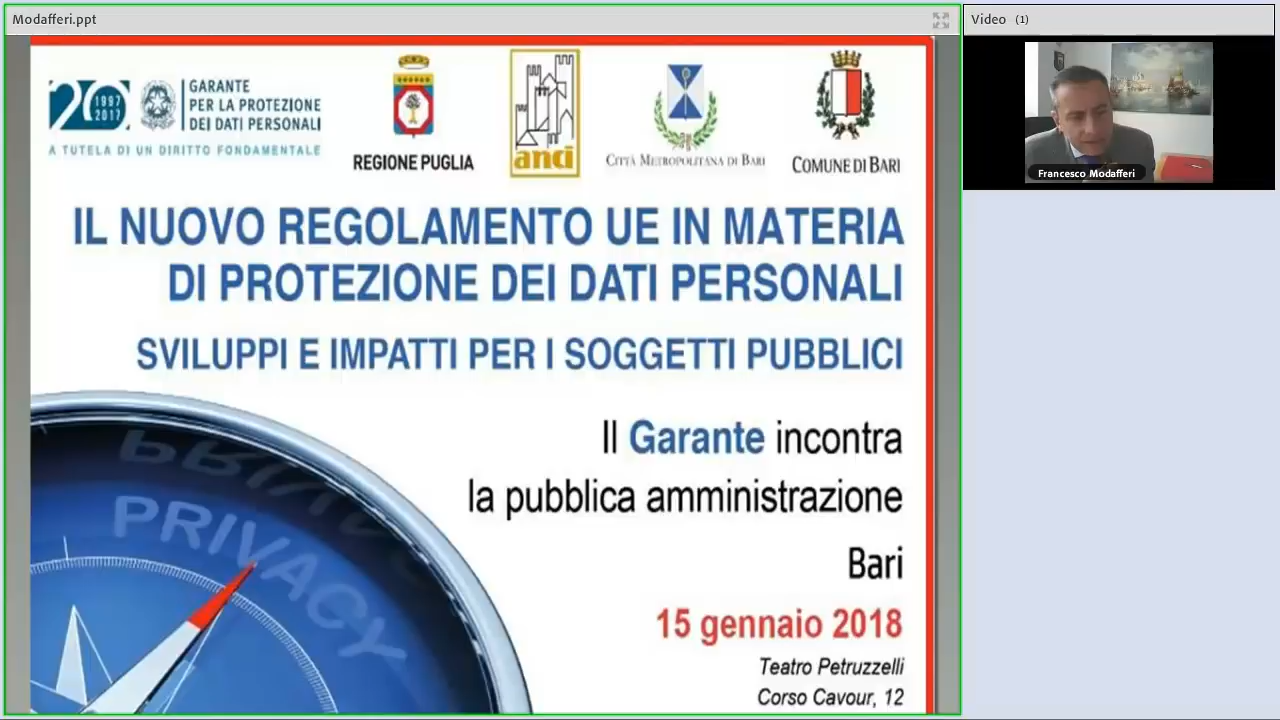 Modafferi.ppt
Video (1)
Francesco Modafferi
20 1997 2017
GARANTE
PER LA PROTEZIONE
DEI DATI PERSONALI
A TUTELA DI UN DIRITTO FONDAMENTALE
REGIONE PUGLIA
anci
CITTÀ METROPOLITANA DI BARI
COMUNE DI BARI
IL NUOVO REGOLAMENTO UE IN MATERIA
DI PROTEZIONE DEI DATI PERSONALI
SVILUPPI E IMPATTI PER I SOGGETTI PUBBLICI
Il Garante incontra
la pubblica amministrazione
Bari
15 gennaio 2018
Teatro Petruzzelli
Corso Cavour, 12
PRIVACY